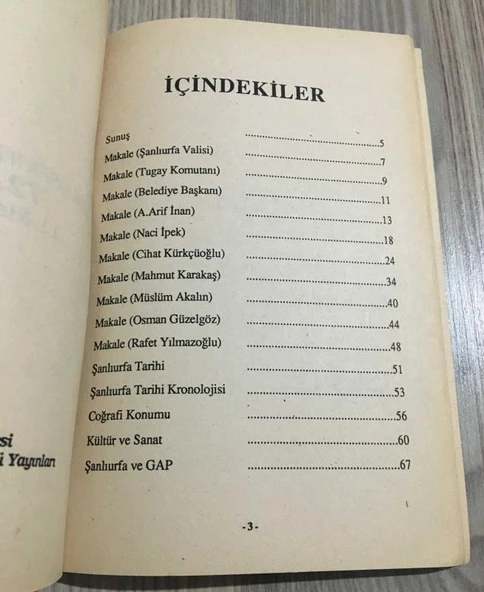 İÇİNDEKİLER
Sunuş ..................................................5
Makale (Şanlıurfa Valisi) ..................................................7
Makale (Tugay Komutanı) ..................................................9
Makale (Belediye Başkanı) ..................................................11
Makale (A.Arif İnan) ..................................................13
Makale (Naci İpek) ..................................................18
Makale (Cihat Kürkçüoğlu) ..................................................24
Makale (Mahmut Karakaş) ..................................................34
Makale (Müslüm Akalın) ..................................................40
Makale (Osman Güzelgöz) ..................................................44
Makale (Rafet Yılmazoğlu) ..................................................48
Şanlıurfa Tarihi ..................................................51
Şanlıurfa Tarihi Kronolojisi ..................................................53
Coğrafi Konumu ..................................................56
Kültür ve Sanat ..................................................60
Şanlıurfa ve GAP ..................................................67
-3-
si
Yayınları